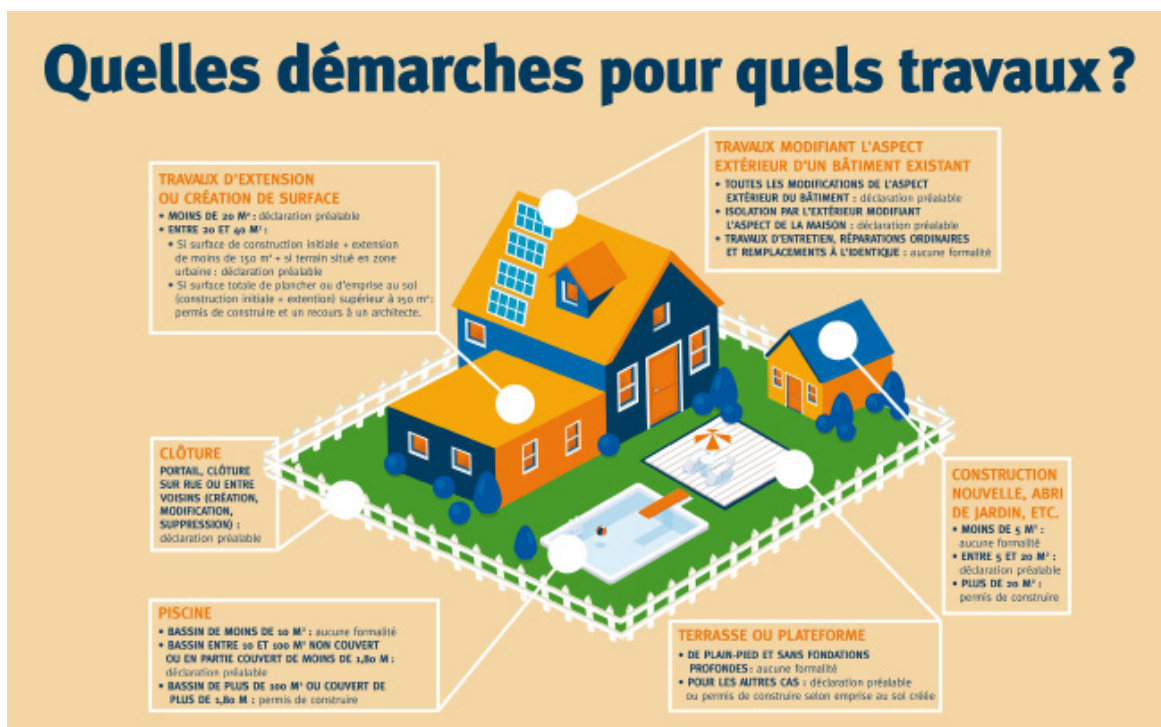 Quelles démarches pour quels travaux ?
TRAVAUX D'EXTENSION
OU CRÉATION DE SURFACE
• MOINS DE 20 M² : déclaration préalable
• ENTRE 20 ET 40 M² :
• Si surface de construction initiale + extension
de moins de 150 m² + si terrain situé en zone
urbaine : déclaration préalable
• Si surface totale de plancher ou d'emprise au sol
(construction initiale + extention) supérieur à 150 m² :
permis de construire et un recours à un architecte.
TRAVAUX MODIFIANT L'ASPECT
EXTÉRIEUR D'UN BÂTIMENT EXISTANT
• TOUTES LES MODIFICATIONS DE L'ASPECT
EXTÉRIEUR DU BÂTIMENT : déclaration préalable
• ISOLATION PAR L'EXTÉRIEUR MODIFIANT
L'ASPECT DE LA MAISON : déclaration préalable
• TRAVAUX D'ENTRETIEN, RÉPARATIONS ORDINAIRES
ET REMPLACEMENTS À L'IDENTIQUE : aucune formalité
CLÔTURE
PORTAIL, CLÔTURE
SUR RUE OU ENTRE
VOISINS (CRÉATION,
MODIFICATION,
SUPPRESSION) :
déclaration préalable
CONSTRUCTION
NOUVELLE, ABRI
DE JARDIN, ETC.
• MOINS DE 5 M² :
aucune formalité
• ENTRE 5 ET 20 M² :
déclaration préalable
• PLUS DE 20 M² :
permis de construire
PISCINE
• BASSIN DE MOINS DE 10 M² : aucune formalité
• BASSIN ENTRE 10 ET 100 M² NON COUVERT
OU EN PARTIE COUVERT DE MOINS DE 1,80 M :
déclaration préalable
• BASSIN DE PLUS DE 100 M² OU COUVERT DE
PLUS DE 1,80 M : permis de construire
TERRASSE OU PLATEFORME
• DE PLAIN-PIED ET SANS FONDATIONS
PROFONDES : aucune formalité
• POUR LES AUTRES CAS : déclaration préalable
ou permis de construire selon emprise au sol créée